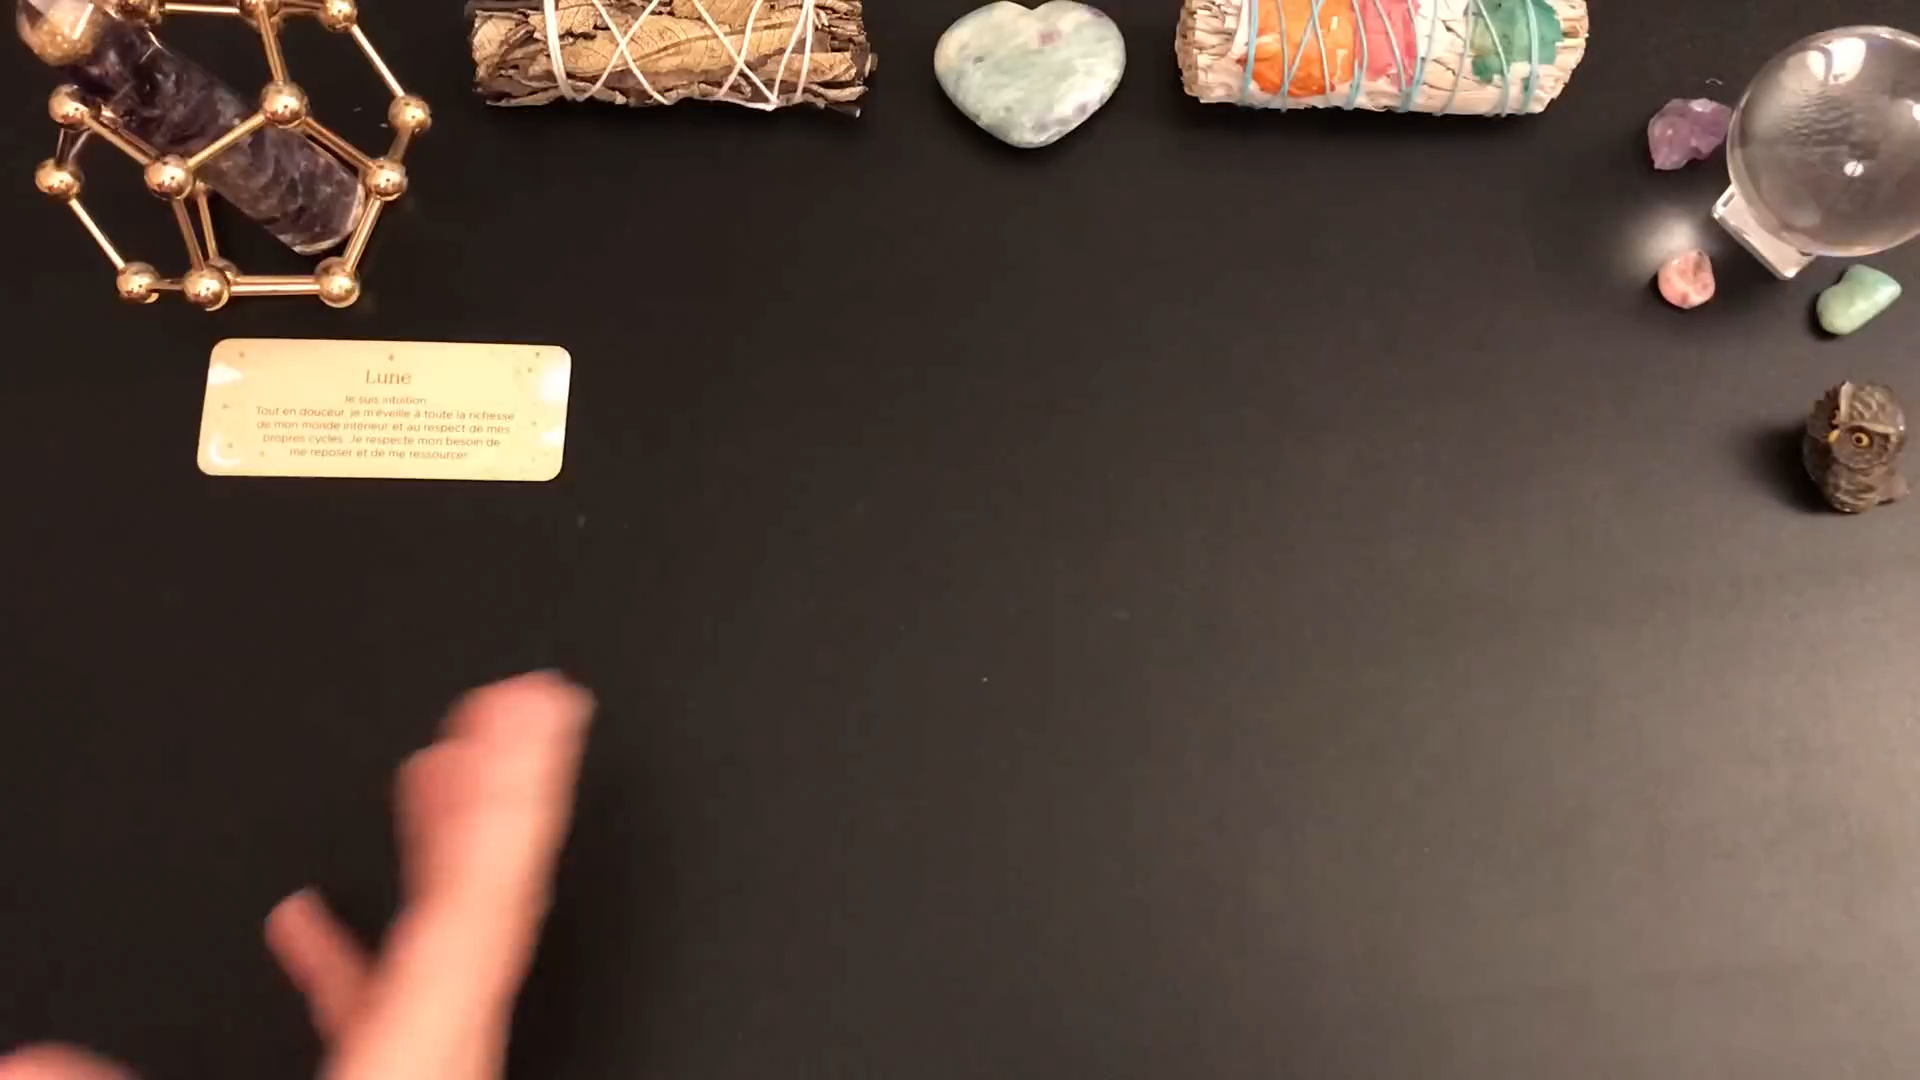 Lune
Je suis intuition.
Tout en douceur, je m'éveille à toute la richesse
de mon monde intérieur et au respect de mes
propres cycles. Je respecte mon besoin de
me reposer et de me ressourcer.